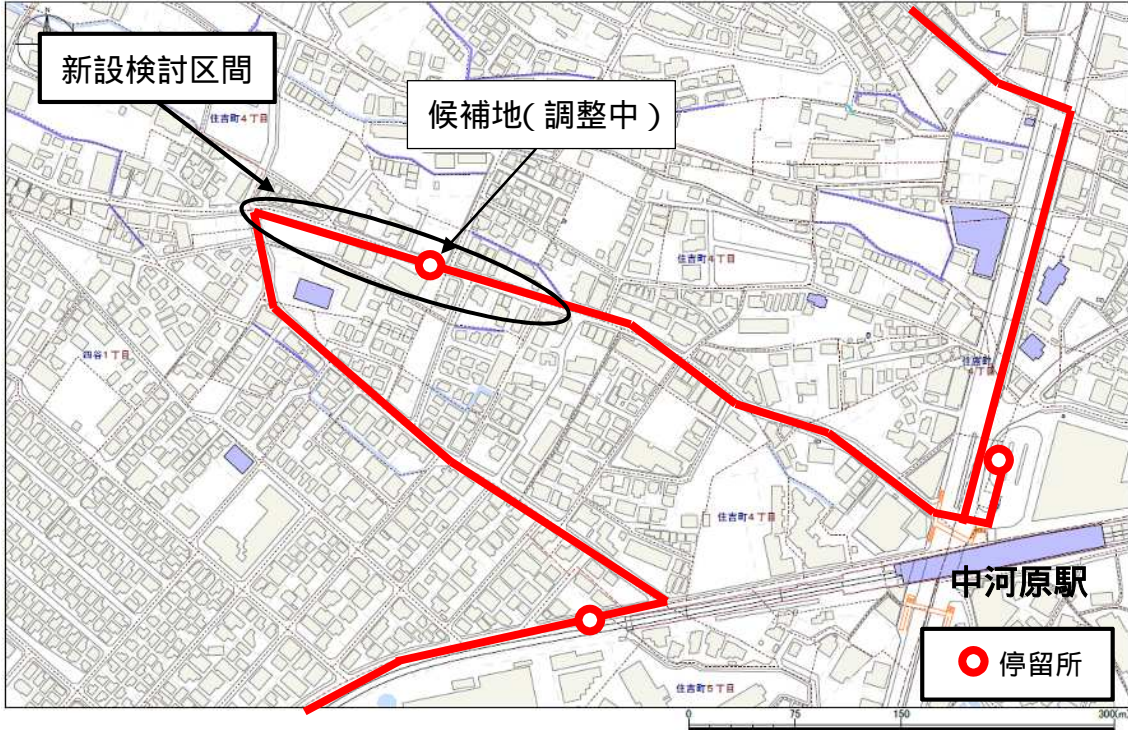 N
新設検討区間
候補地(調整中)
住吉町4丁目
住吉町4丁目
四谷1丁目
住吉町
4丁目
住吉町4丁目
中河原駅
停留所
住吉町5丁目
0 75 150 300(m)